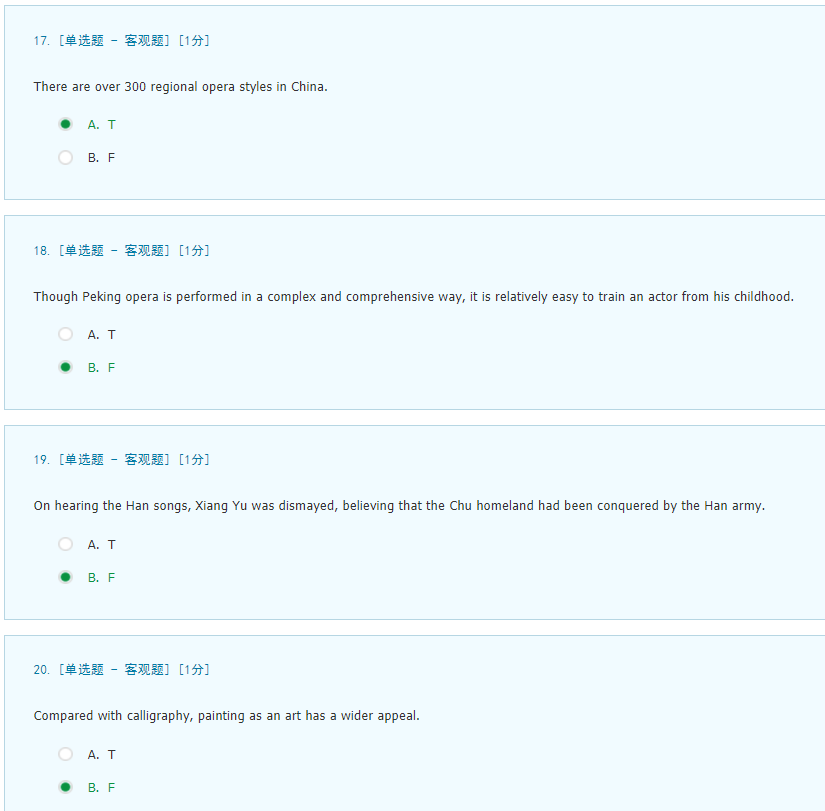 17. [单选题 - 客观题] [1分]
There are over 300 regional opera styles in China.
A. T
B. F
18. [单选题 - 客观题] [1分]
Though Peking opera is performed in a complex and comprehensive way, it is relatively easy to train an actor from his childhood.
A. T
B. F
19. [单选题 - 客观题] [1分]
On hearing the Han songs, Xiang Yu was dismayed, believing that the Chu homeland had been conquered by the Han army.
A. T
B. F
20. [单选题 - 客观题] [1分]
Compared with calligraphy, painting as an art has a wider appeal.
A. T
B. F